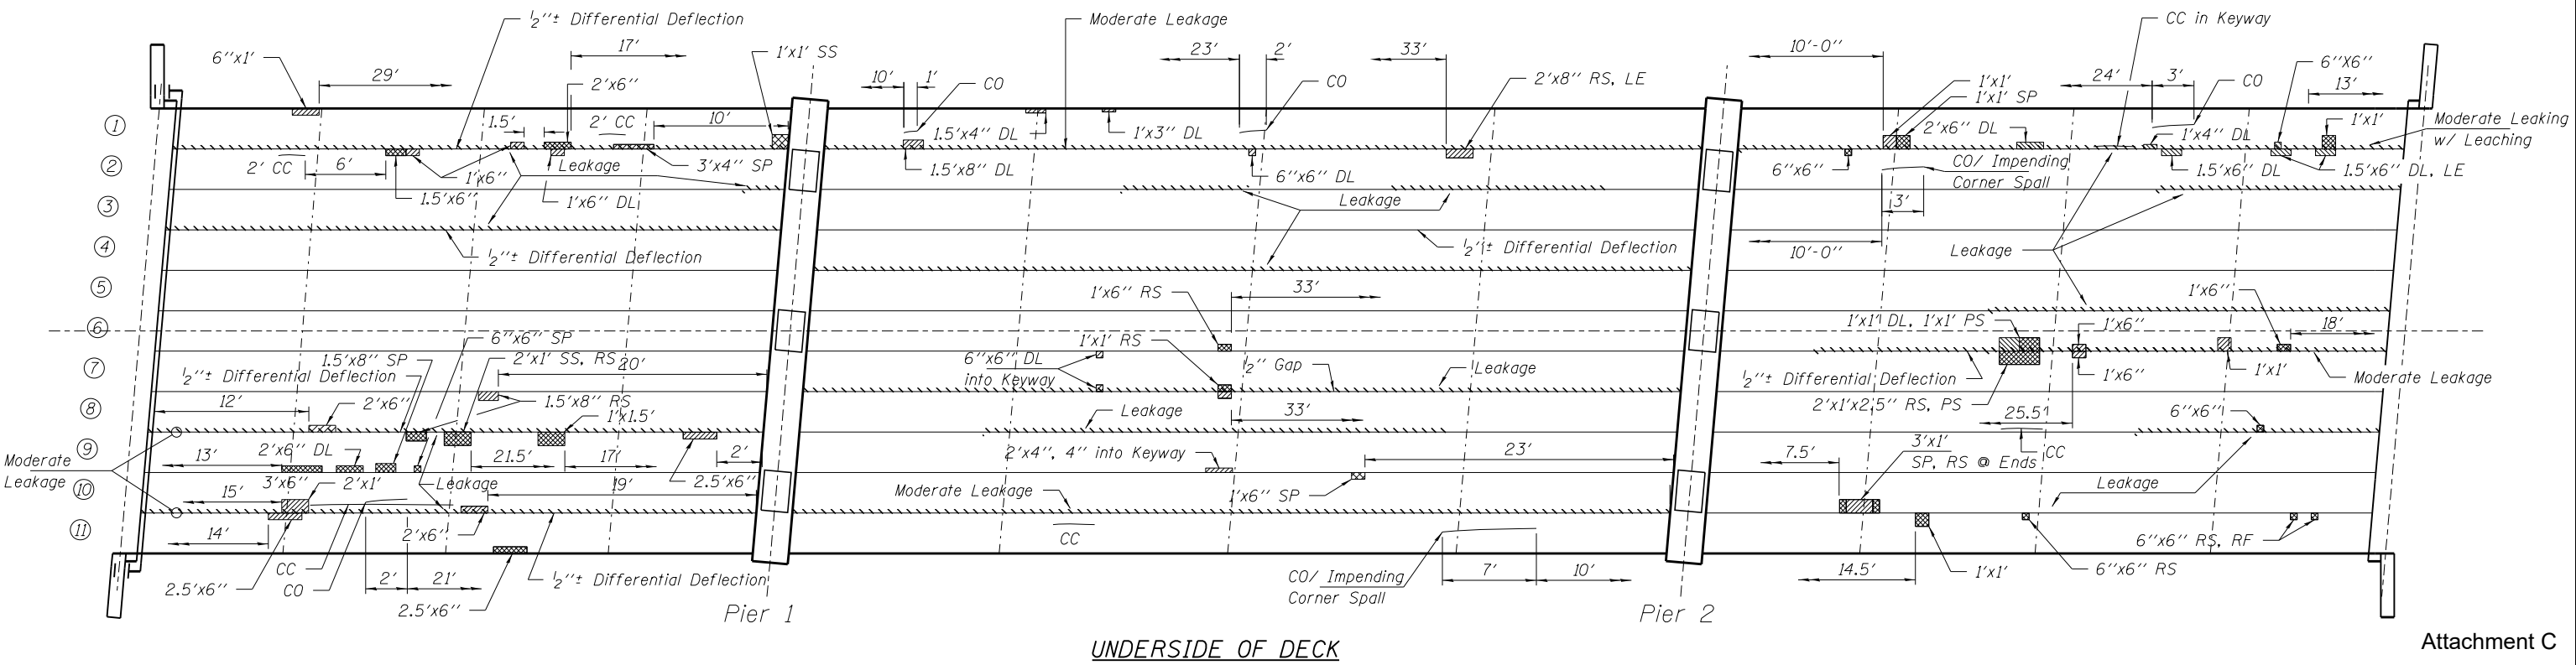 ½"± Differential Deflection
Moderate Leakage
CC in Keyway
6"x1'
29'
17'
1'x1' SS
2'x6"
10'
1'
CO
23'
2'
CO
33'
2'x8" RS, LE
10'-0"
1'x1'
1'x1' SP
24'
3'
CO
6"x6"
13'
1
1.5'
2' CC
10'
1.5'x4" DL
1'x3" DL
2'x6" DL
1'x4" DL
1'x1'
Moderate Leaking
w/ Leaching
2
2' CC
6'
1'x6"
Leakage
3'x4" SP
1.5'x8" DL
6"x6" DL
6"x6"
CO/ Impending
Corner Spall
1.5'x6" DL
1.5'x6" DL, LE
1.5'x6"
1'x6" DL
3
Leakage
3'
4
½"± Differential Deflection
½"± Differential Deflection
10'-0"
Leakage
5
1'x6" RS
33'
1'x6"
6
6"x6" SP
1'x1' DL, 1'x1' PS
1'x6"
18'
1.5'x8" SP
2'x1' SS, RS
20'
1'x1' RS
7
½"± Differential Deflection
6"x6" DL
into Keyway
½" Gap
Leakage
½"± Differential Deflection
1'x6"
1'x1'
Moderate Leakage
8
12'
2'x6"
1.5'x8" RS
1'x1.5'
Leakage
33'
2'x1'x2.5" RS, PS
25.5'
6"x6"
9
Moderate
Leakage
13'
2'x6" DL
21.5'
17'
2'
2'x4", 4" into Keyway
23'
7.5'
3'x1'
SP, RS @ Ends
CC
10
15'
3'x6"
2'x1'
Leakage
19'
2.5'x6"
Moderate Leakage
1'x6" SP
Leakage
11
14'
2'x6"
CC
6"x6" RS, RF
2.5'x6"
CC
CO
2'
21'
2.5'x6"
½"± Differential Deflection
CO/ Impending
Corner Spall
7'
10'
14.5'
1'x1'
6"x6" RS
Pier 1
Pier 2
UNDERSIDE OF DECK
Attachment C